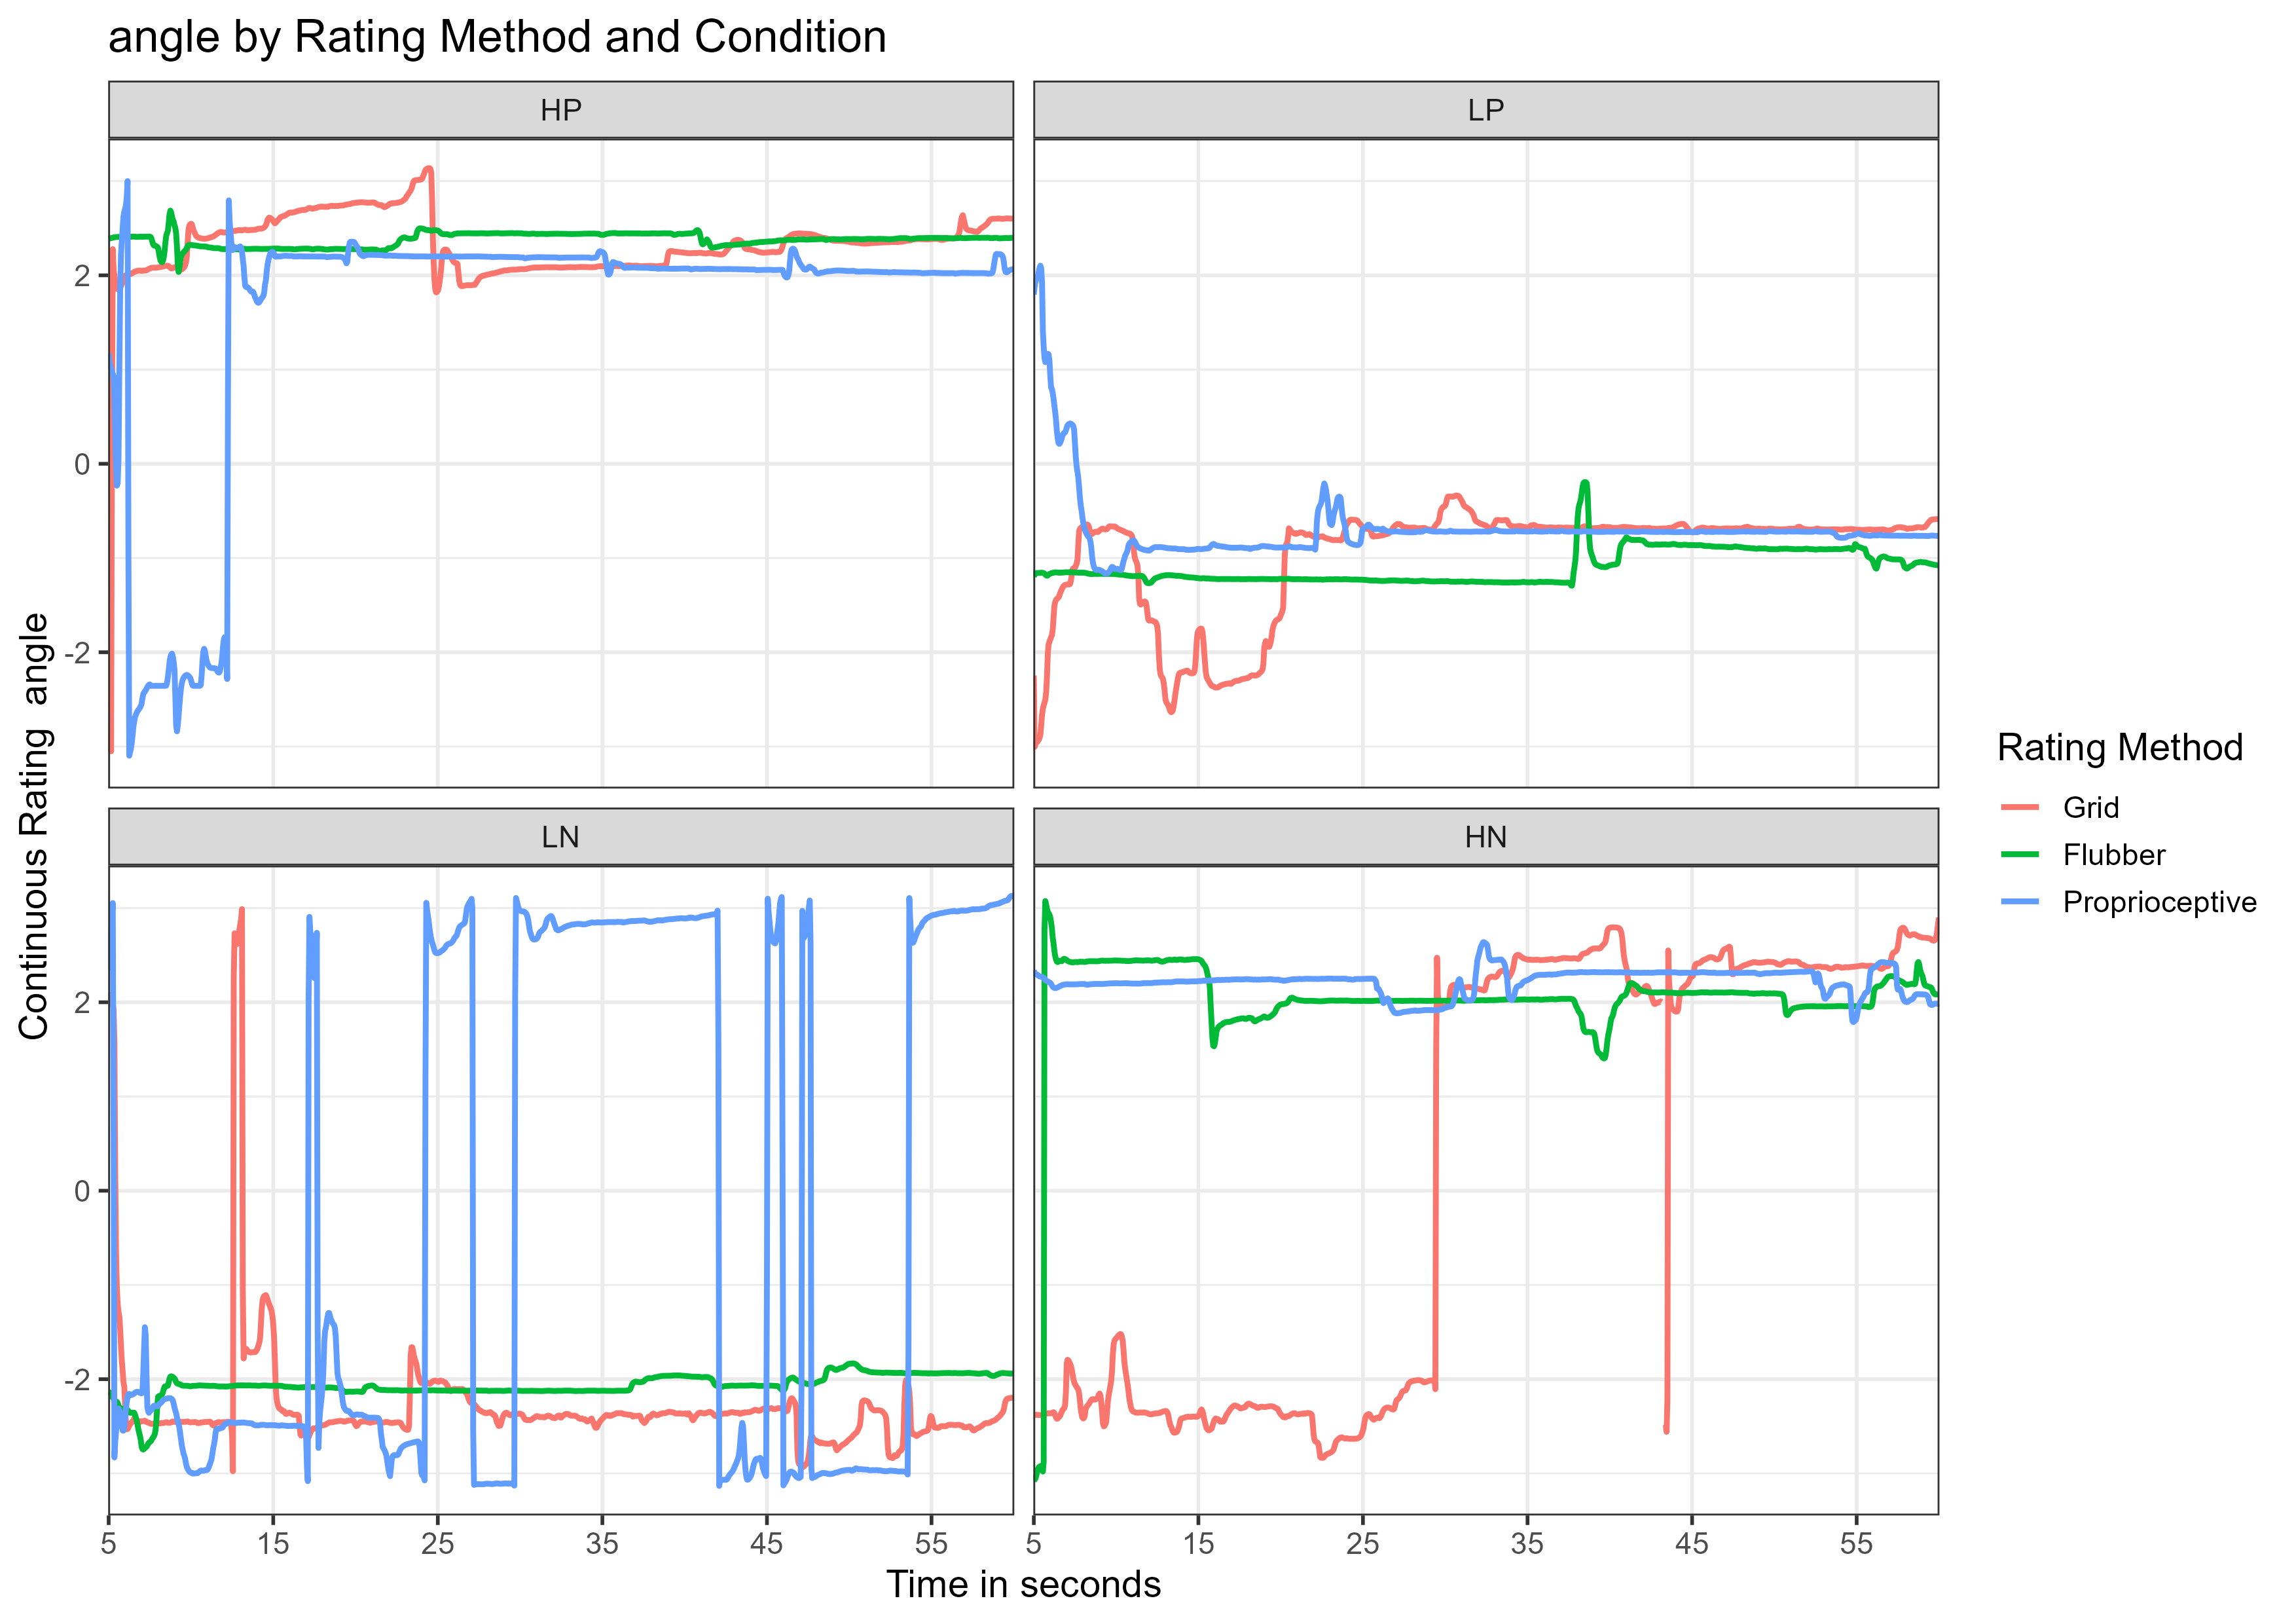 angle by Rating Method and Condition
HP
LP
2
0
-2
LN
HN
2
0
-2
5 15 25 35 45 55
5 15 25 35 45 55
Time in seconds
Continuous Rating angle
Rating Method
Grid
Flubber
Proprioceptive